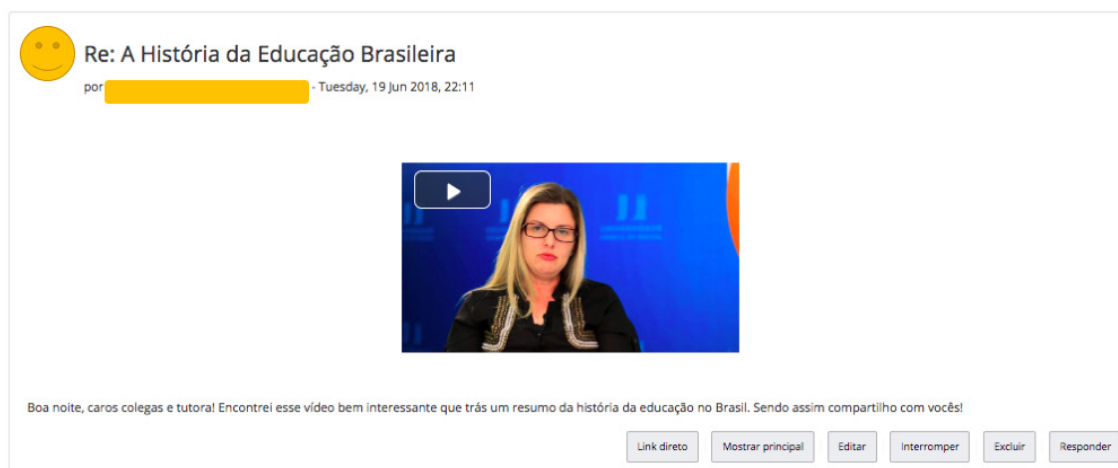 Re: A História da Educação Brasileira
por - Tuesday, 19 Jun 2018, 22:11
Boa noite, caros colegas e tutora! Encontrei esse vídeo bem interessante que trás um resumo da história da educação no Brasil. Sendo assim compartilho com vocês!
Link direto Mostrar principal Editar Interromper Excluir Responder